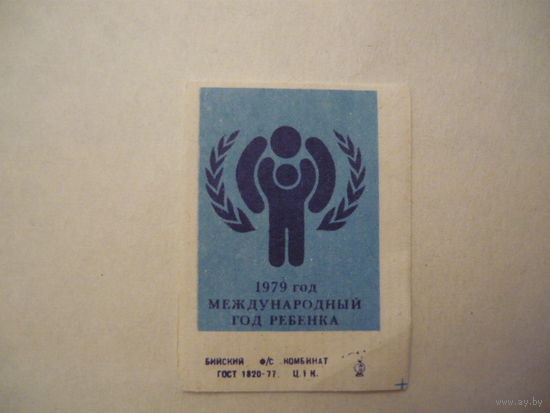 1979 год
МЕЖДУНАРОДНЫЙ
ГОД РЕБЕНКА
БИЙСКИЙ Ф/С КОМБИНАТ
ГОСТ 1820-77. Ц. 1 К.
www.ay.by